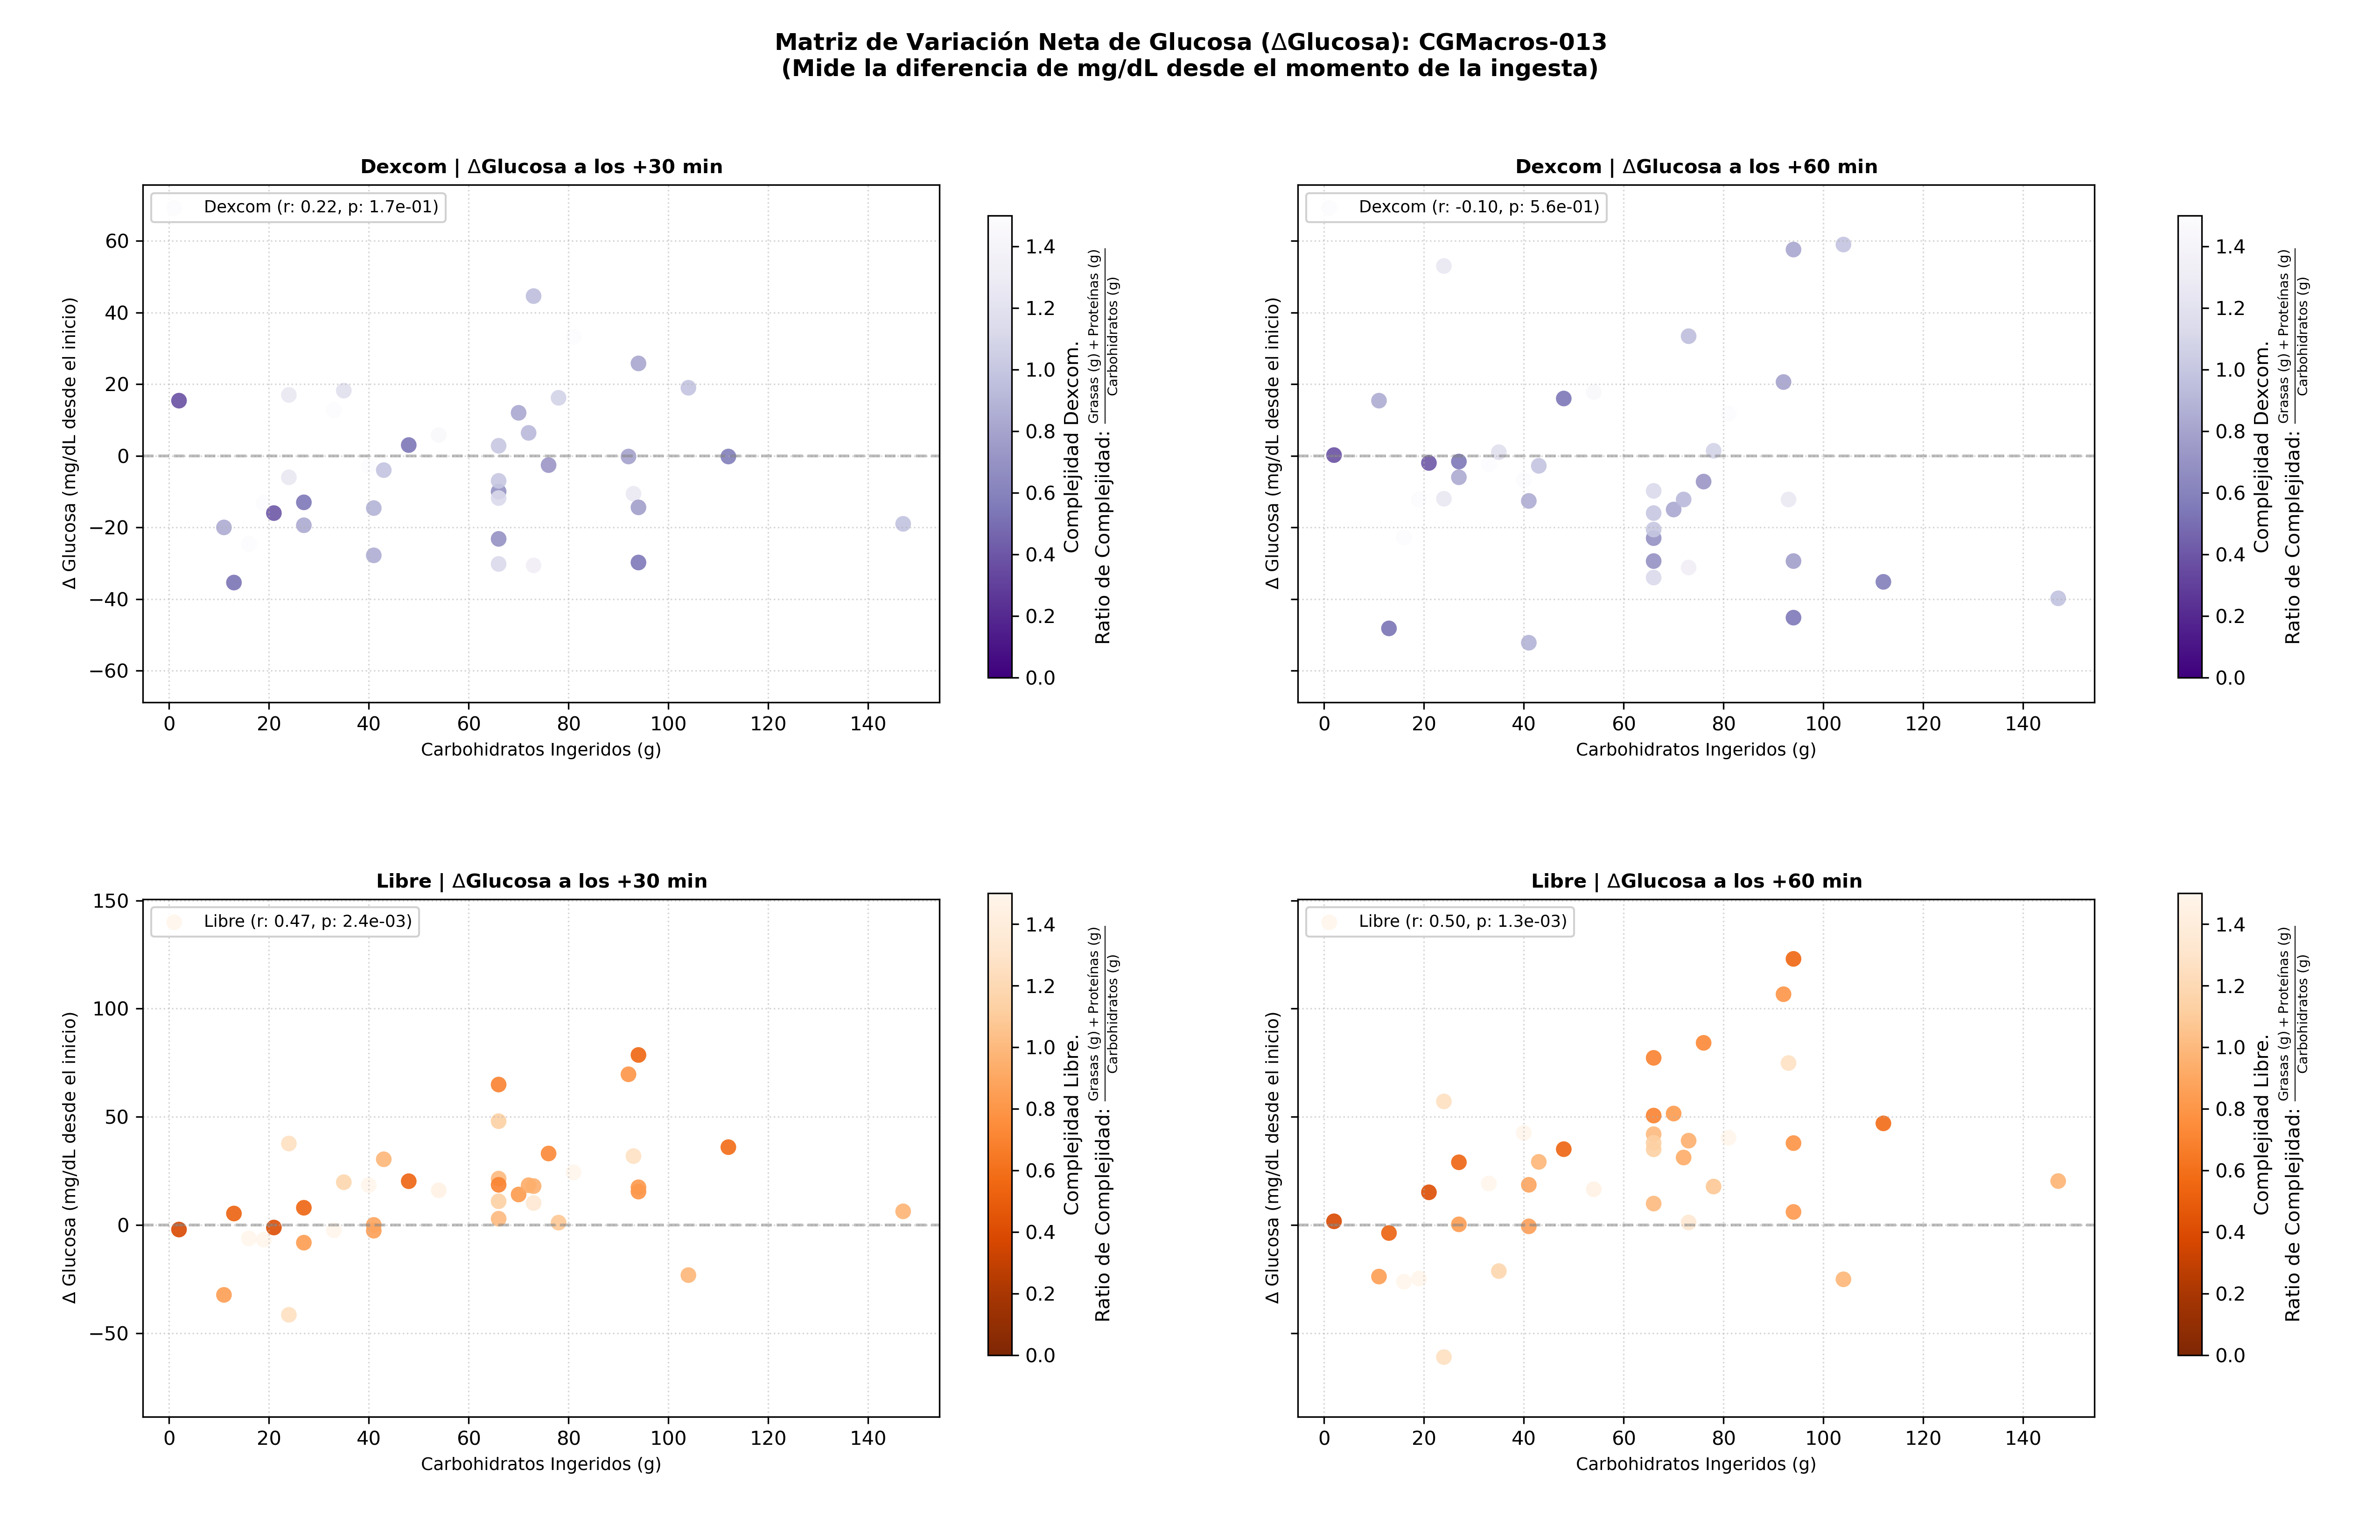 Matriz de Variación Neta de Glucosa (ΔGlucosa): CGMacros-013
(Mide la diferencia de mg/dL desde el momento de la ingesta)
Dexcom | ΔGlucosa a los +30 min
Dexcom (r: 0.22, p: 1.7e-01)
Δ Glucosa (mg/dL desde el inicio)
60
40
20
0
−20
−40
−60
0 20 40 60 80 100 120 140
Carbohidratos Ingeridos (g)
1.4
1.2
1.0
0.8
0.6
0.4
0.2
0.0
Complejidad Dexcom.
Ratio de Complejidad: Grasas (g) + Proteínas (g)
Carbohidratos (g)
Dexcom | ΔGlucosa a los +60 min
Dexcom (r: -0.10, p: 5.6e-01)
Δ Glucosa (mg/dL desde el inicio)
0 20 40 60 80 100 120 140
Carbohidratos Ingeridos (g)
1.4
1.2
1.0
0.8
0.6
0.4
0.2
0.0
Complejidad Dexcom.
Ratio de Complejidad: Grasas (g) + Proteínas (g)
Carbohidratos (g)
Libre | ΔGlucosa a los +30 min
Libre (r: 0.47, p: 2.4e-03)
Δ Glucosa (mg/dL desde el inicio)
150
100
50
0
−50
0 20 40 60 80 100 120 140
Carbohidratos Ingeridos (g)
1.4
1.2
1.0
0.8
0.6
0.4
0.2
0.0
Complejidad Libre.
Ratio de Complejidad: Grasas (g) + Proteínas (g)
Carbohidratos (g)
Libre | ΔGlucosa a los +60 min
Libre (r: 0.50, p: 1.3e-03)
Δ Glucosa (mg/dL desde el inicio)
0 20 40 60 80 100 120 140
Carbohidratos Ingeridos (g)
1.4
1.2
1.0
0.8
0.6
0.4
0.2
0.0
Complejidad Libre.
Ratio de Complejidad: Grasas (g) + Proteínas (g)
Carbohidratos (g)